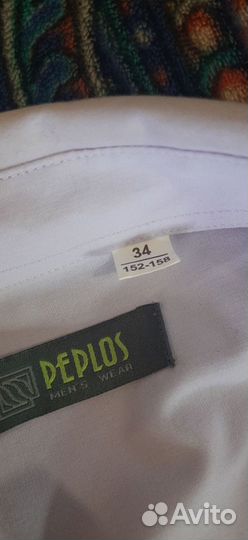 34
152-158
PEPLOS
MEN'S WEAR
Avito